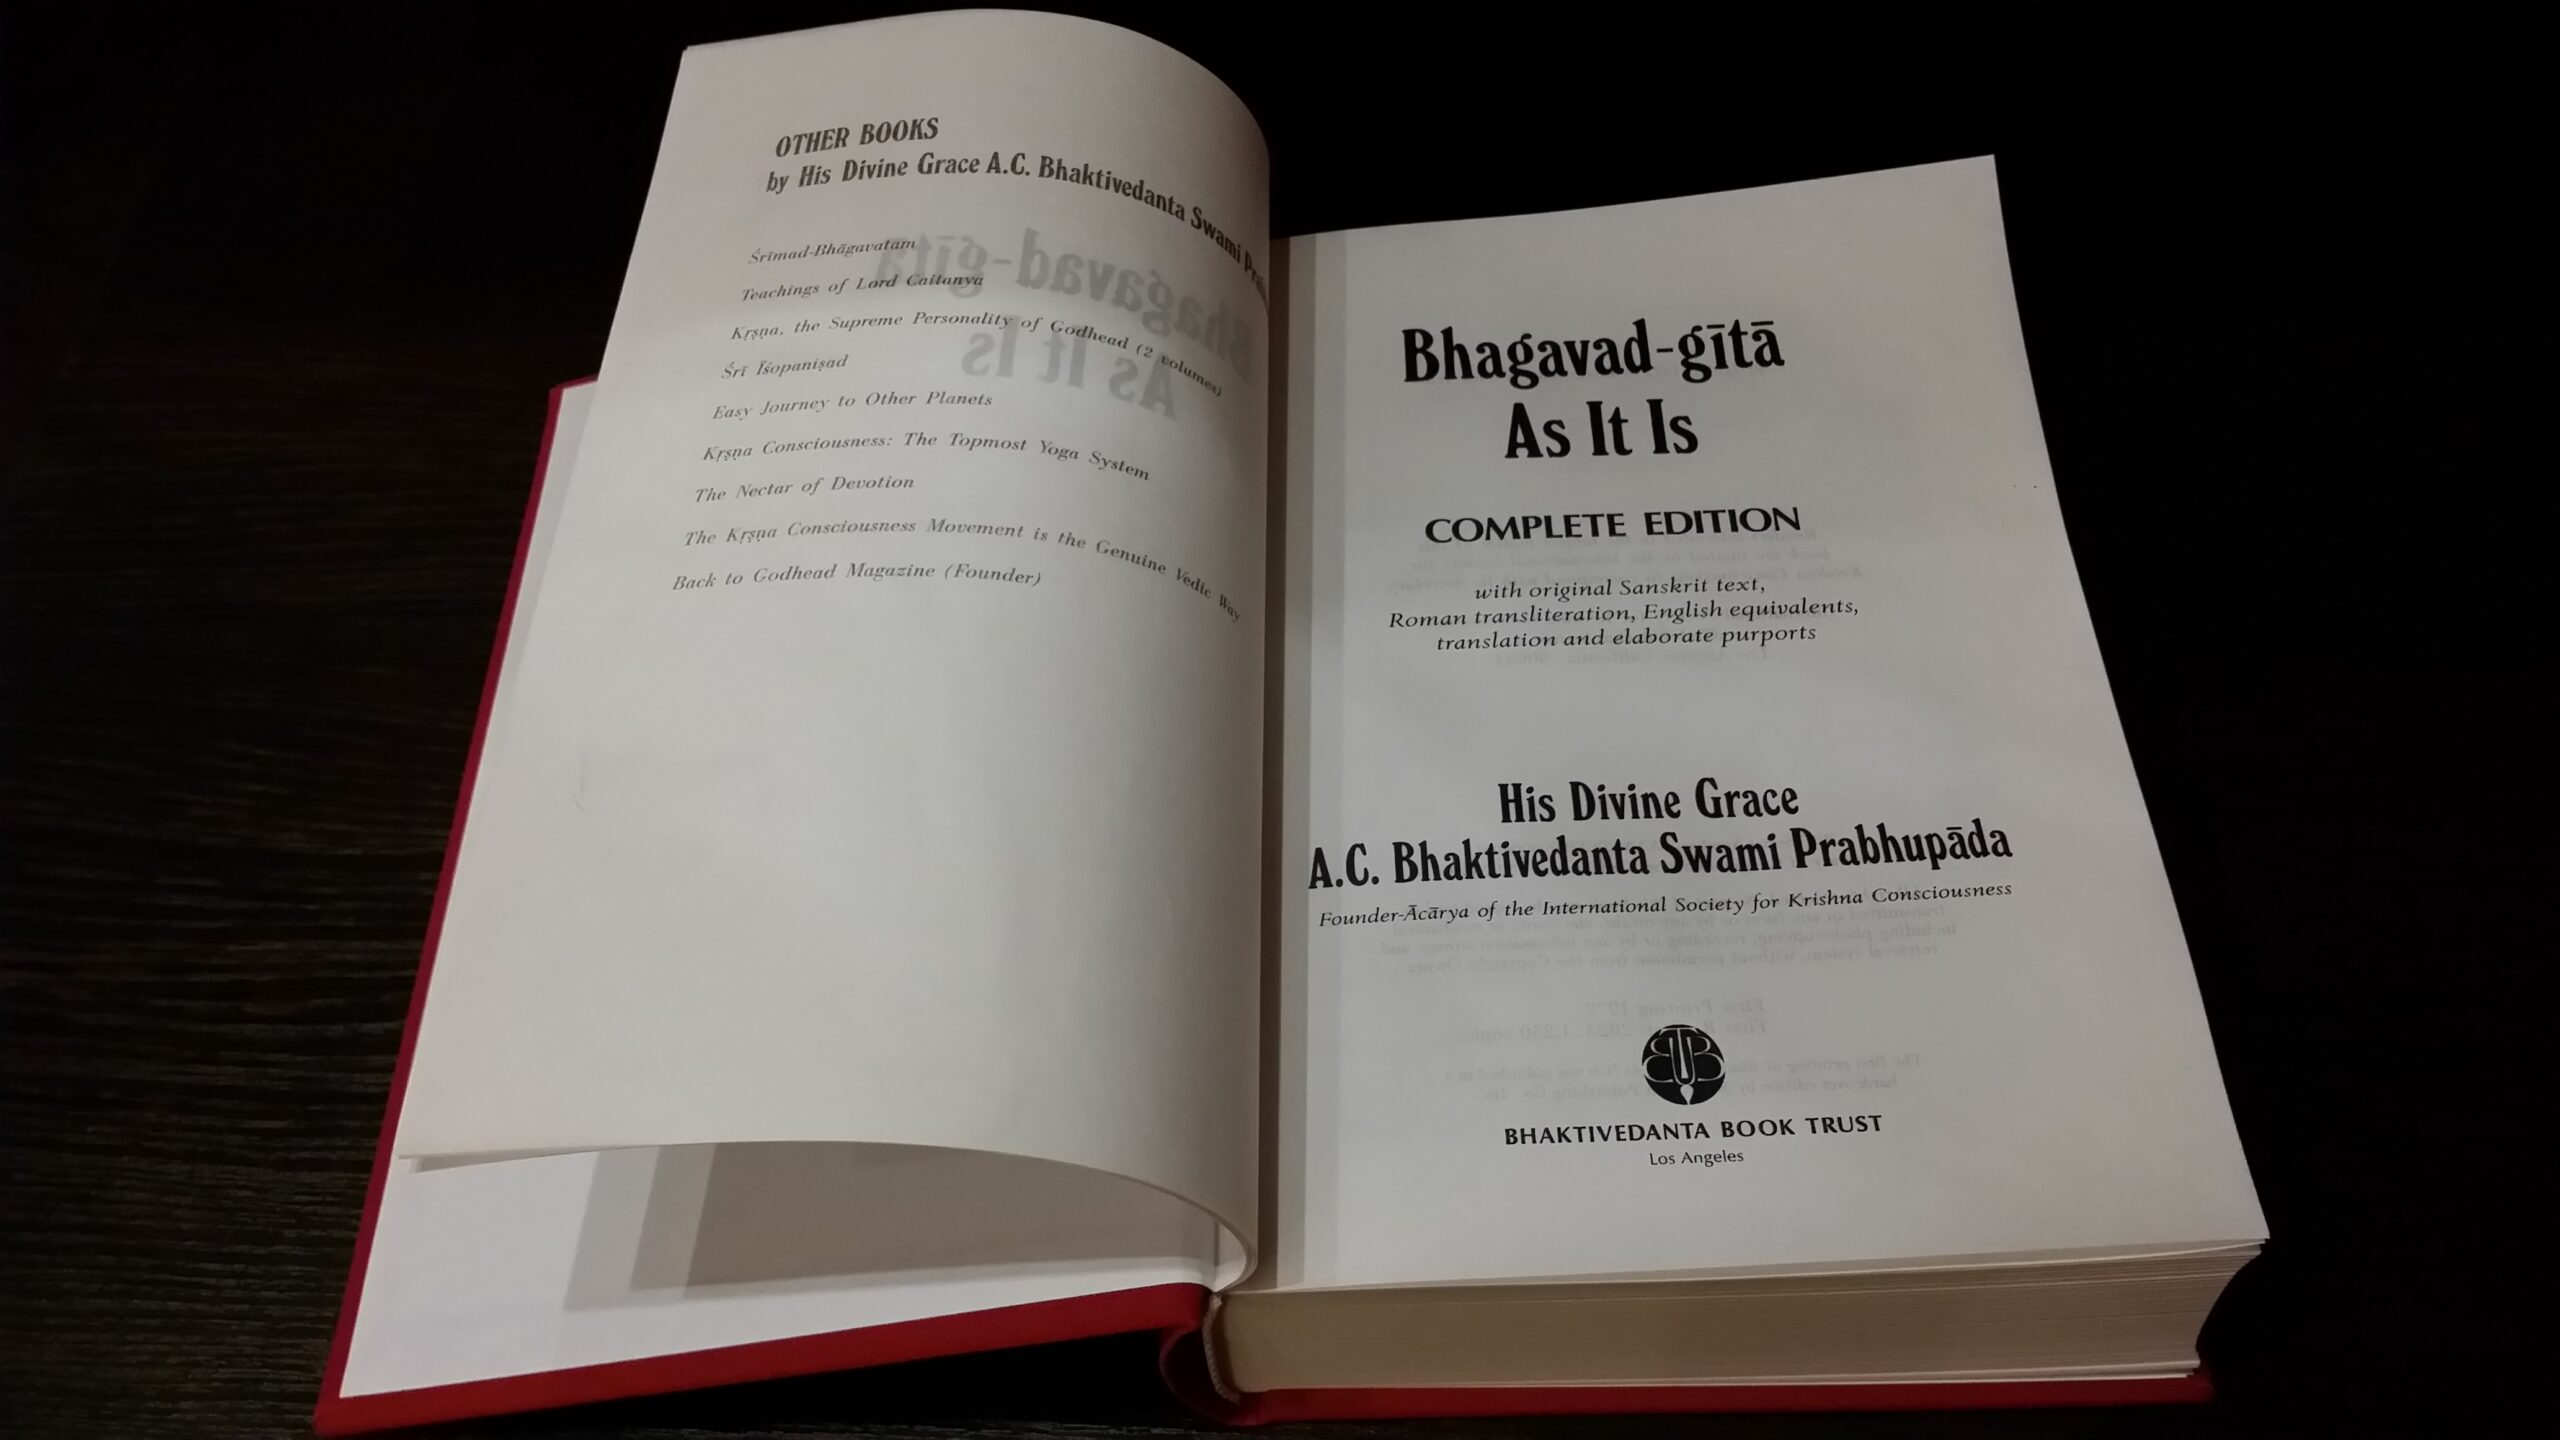 OTHER BOOKS
by His Divine Grace A.C. Bhaktivedanta Swami
Śrīmad-Bhāgavatam
Teachings of Lord Caitanya
Kṛṣṇa, the Supreme Personality of Godhead (2 volumes)
Śrī Īśopaniṣad
Easy Journey to Other Planets
Kṛṣṇa Consciousness: The Topmost Yoga System
The Nectar of Devotion
The Kṛṣṇa Consciousness Movement is the Genuine Vedic Way
Back to Godhead Magazine (Founder)
Bhagavad-gītā
As It Is
COMPLETE EDITION
with original Sanskrit text,
Roman transliteration, English equivalents,
translation and elaborate purports
His Divine Grace
A.C. Bhaktivedanta Swami Prabhupāda
Founder-Ācārya of the International Society for Krishna Consciousness
BHAKTIVEDANTA BOOK TRUST
Los Angeles